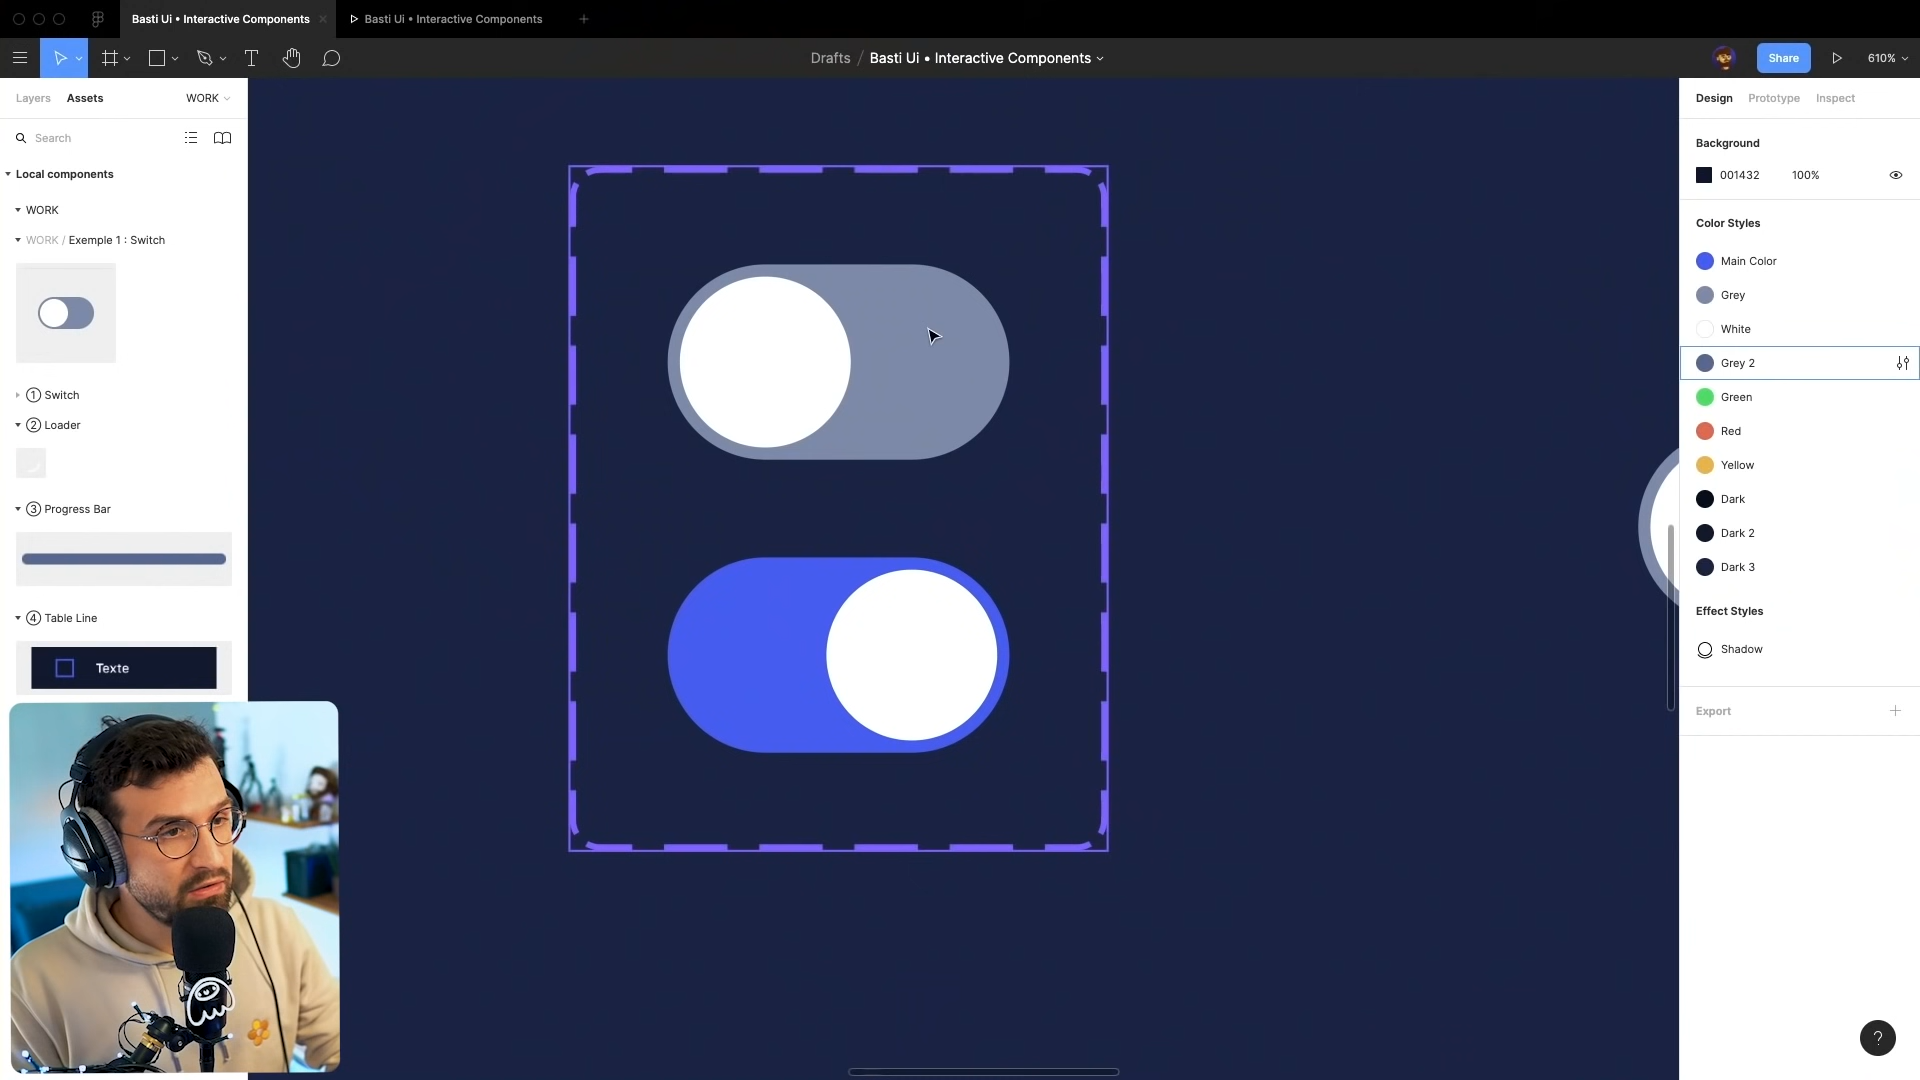 Basti Ui • Interactive Components
Basti Ui • Interactive Components
Drafts / Basti Ui • Interactive Components
Share
610%
Layers
Assets
WORK
Search
Local components
WORK
WORK / Exemple 1 : Switch
① Switch
② Loader
③ Progress Bar
④ Table Line
Texte
Design
Prototype
Inspect
Background
001432
100%
Color Styles
Main Color
Grey
White
Grey 2
Green
Red
Yellow
Dark
Dark 2
Dark 3
Effect Styles
Shadow
Export
?